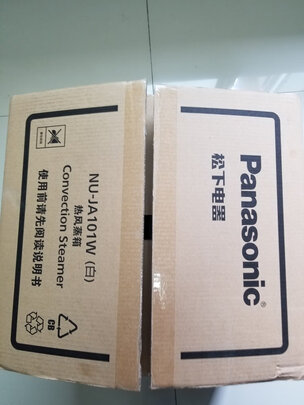 Panasonic®
松下电器
NU-JA101W（白）
热风蒸箱
Convection Steamer
使用前请先阅读说明书
CB